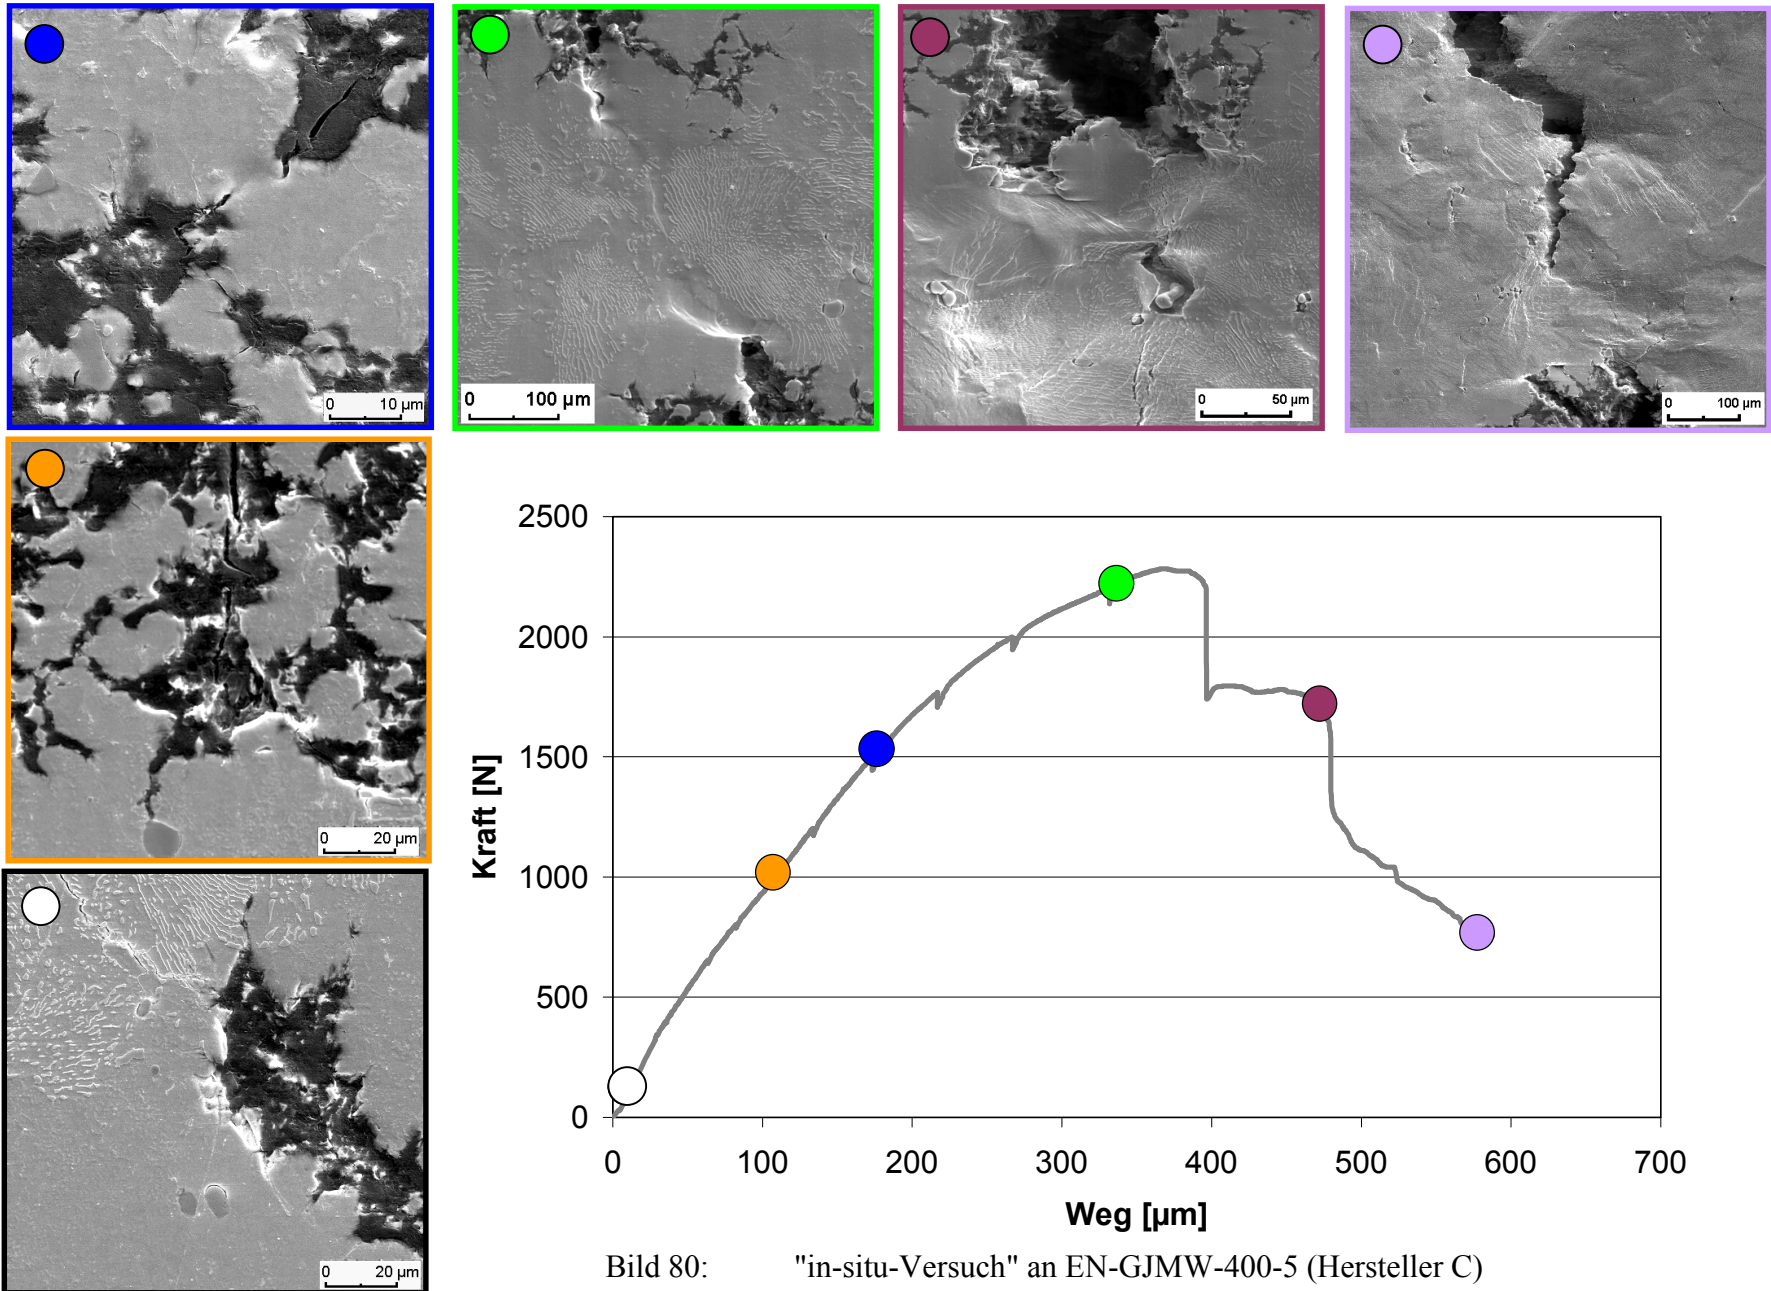 0 10 µm
0 100 µm
0 50 µm
0 100 µm
0 20 µm
0 20 µm
2500
2000
1500
1000
500
0
Kraft [N]
0 100 200 300 400 500 600 700
Weg [µm]
Bild 80: "in-situ-Versuch" an EN-GJMW-400-5 (Hersteller C)